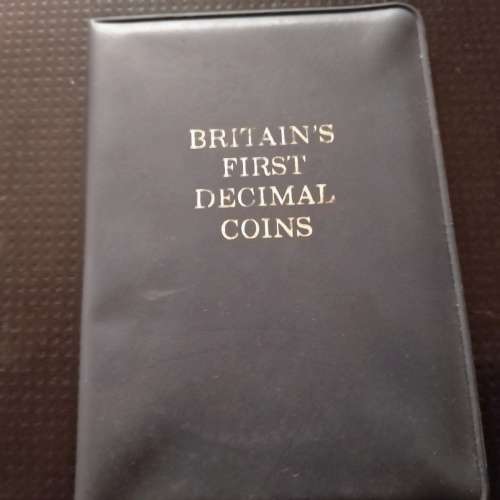 BRITAIN'S
FIRST
DECIMAL
COINS